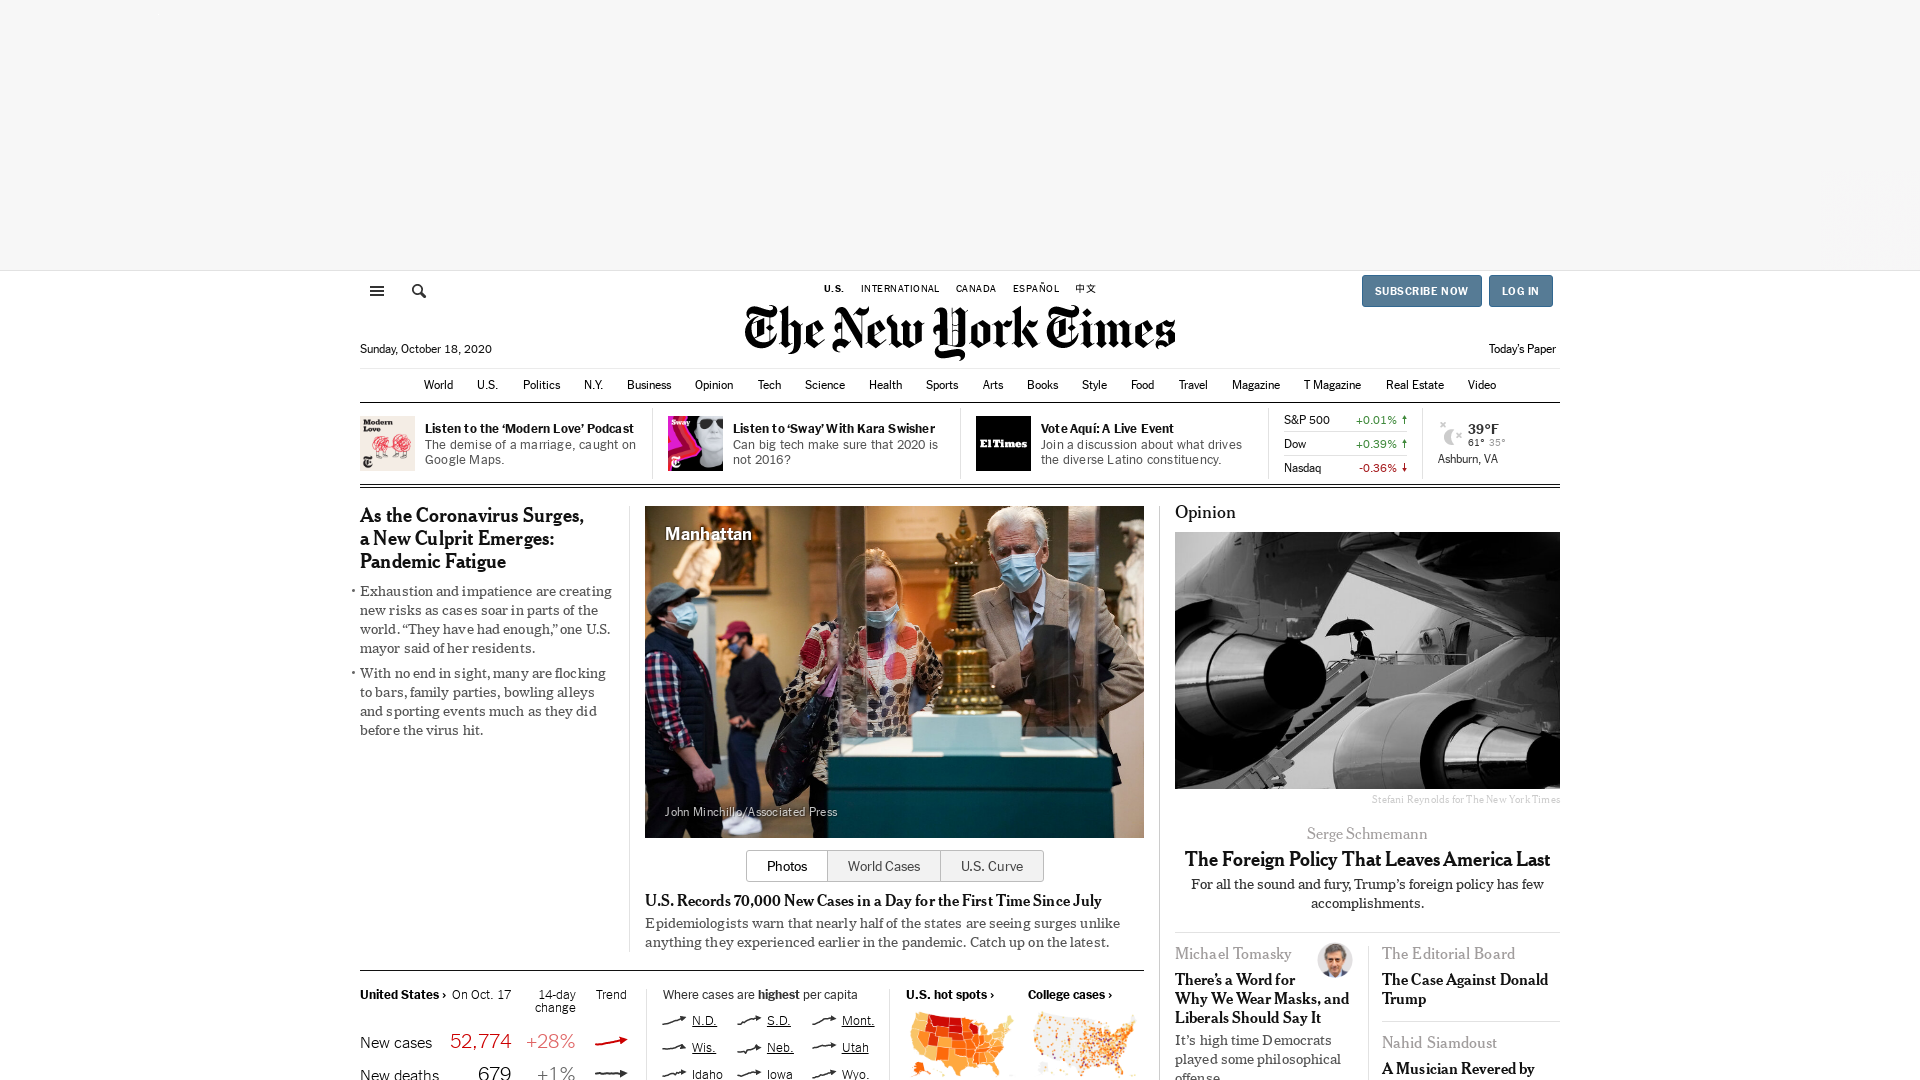 U.S. INTERNATIONAL CANADA ESPAÑOL 中文
SUBSCRIBE NOW LOG IN
The New York Times
Sunday, October 18, 2020
Today's Paper
World U.S. Politics N.Y. Business Opinion Tech Science Health Sports Arts Books Style Food Travel Magazine T Magazine Real Estate Video
Modern Love
Listen to the ‘Modern Love’ Podcast
The demise of a marriage, caught on
Google Maps.
Sway
Listen to ‘Sway’ With Kara Swisher
Can big tech make sure that 2020 is
not 2016?
El Times
Vote Aquí: A Live Event
Join a discussion about what drives
the diverse Latino constituency.
S&P 500 +0.01%
Dow +0.39%
Nasdaq -0.36%
39°F
61° 35°
Ashburn, VA
As the Coronavirus Surges,
a New Culprit Emerges:
Pandemic Fatigue
• Exhaustion and impatience are creating
new risks as cases soar in parts of the
world. “They have had enough,” one U.S.
mayor said of her residents.
• With no end in sight, many are flocking
to bars, family parties, bowling alleys
and sporting events much as they did
before the virus hit.
Manhattan
John Minchillo/Associated Press
Photos World Cases U.S. Curve
U.S. Records 70,000 New Cases in a Day for the First Time Since July
Epidemiologists warn that nearly half of the states are seeing surges unlike
anything they experienced earlier in the pandemic. Catch up on the latest.
United States › On Oct. 17 14-day change Trend
New cases 52,774 +28%
New deaths 679 +1%
Where cases are highest per capita
N.D. S.D. Mont.
Wis. Neb. Utah
Idaho Iowa Wyo.
U.S. hot spots › College cases ›
Opinion
Stefani Reynolds for The New York Times
Serge Schmemann
The Foreign Policy That Leaves America Last
For all the sound and fury, Trump’s foreign policy has few
accomplishments.
Michael Tomasky
There’s a Word for
Why We Wear Masks, and
Liberals Should Say It
It’s high time Democrats
played some philosophical
offense.
The Editorial Board
The Case Against Donald
Trump
Nahid Siamdoust
A Musician Revered by